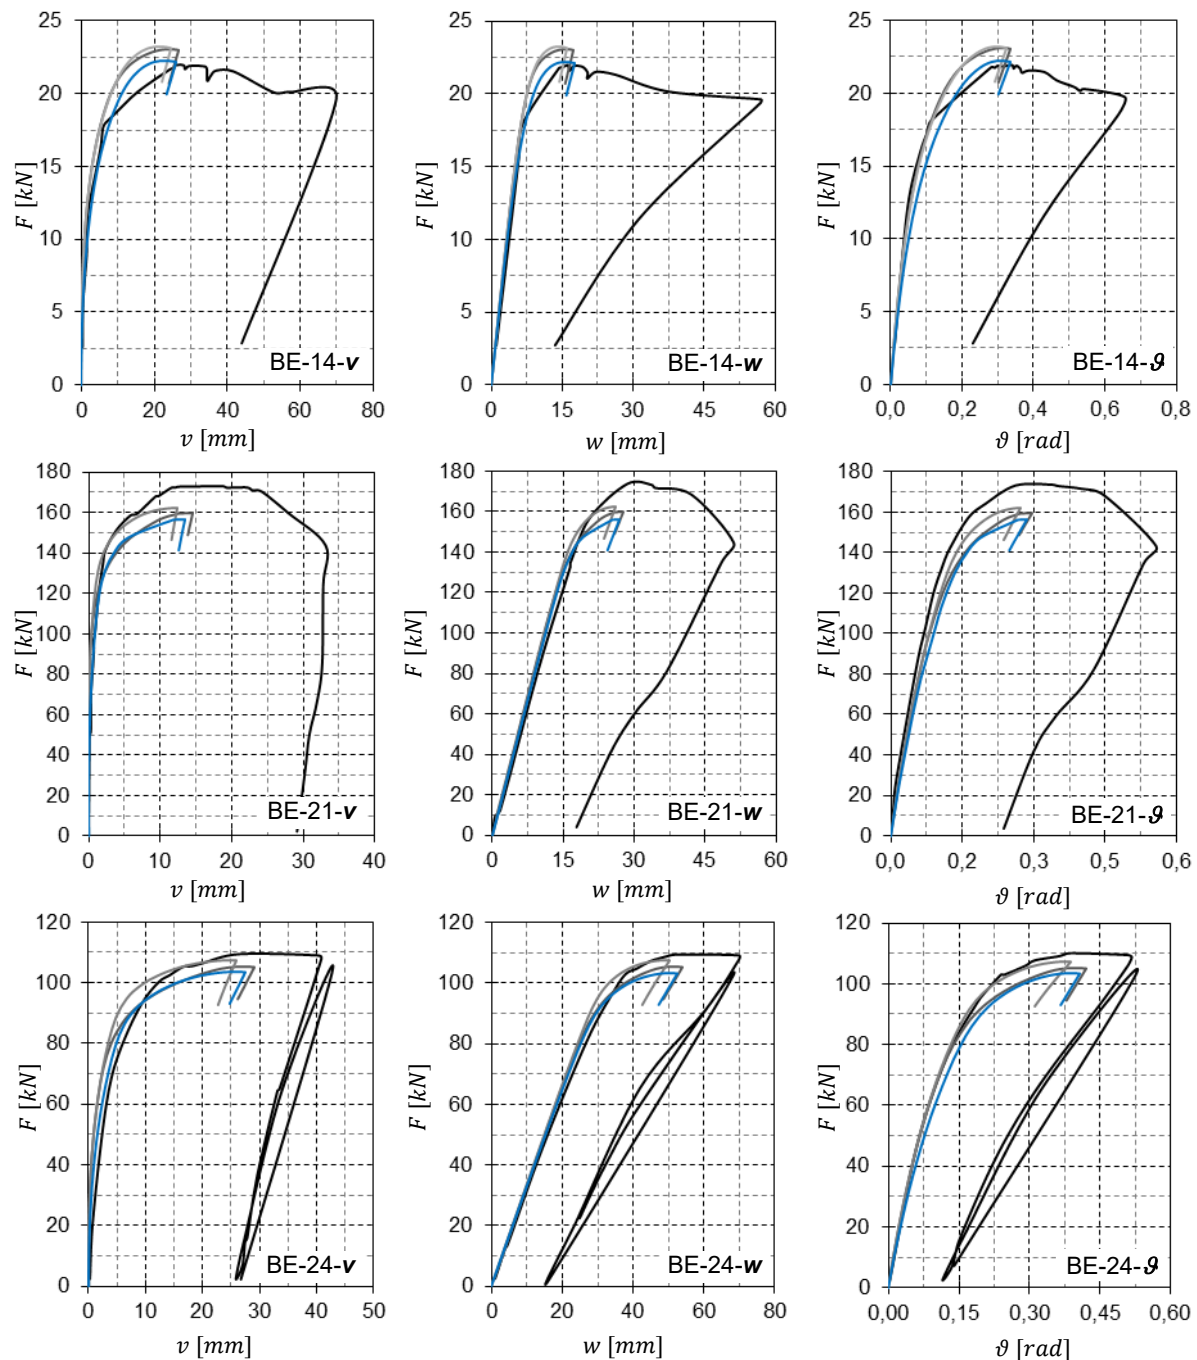 25
20
15
10
5
0
F [kN]
BE-14-v
0 20 40 60 80
v [mm]
25
20
15
10
5
0
F [kN]
BE-14-w
0 15 30 45 60
w [mm]
25
20
15
10
5
0
F [kN]
BE-14-ϑ
0,0 0,2 0,4 0,6 0,8
ϑ [rad]
180
160
140
120
100
80
60
40
20
0
F [kN]
BE-21-v
0 10 20 30 40
v [mm]
180
160
140
120
100
80
60
40
20
0
F [kN]
BE-21-w
0 15 30 45 60
w [mm]
180
160
140
120
100
80
60
40
20
0
F [kN]
BE-21-ϑ
0,0 0,2 0,3 0,5 0,6
ϑ [rad]
120
100
80
60
40
20
0
F [kN]
BE-24-v
0 10 20 30 40 50
v [mm]
120
100
80
60
40
20
0
F [kN]
BE-24-w
0 20 40 60 80
w [mm]
120
100
80
60
40
20
0
F [kN]
BE-24-ϑ
0,00 0,15 0,30 0,45 0,60
ϑ [rad]